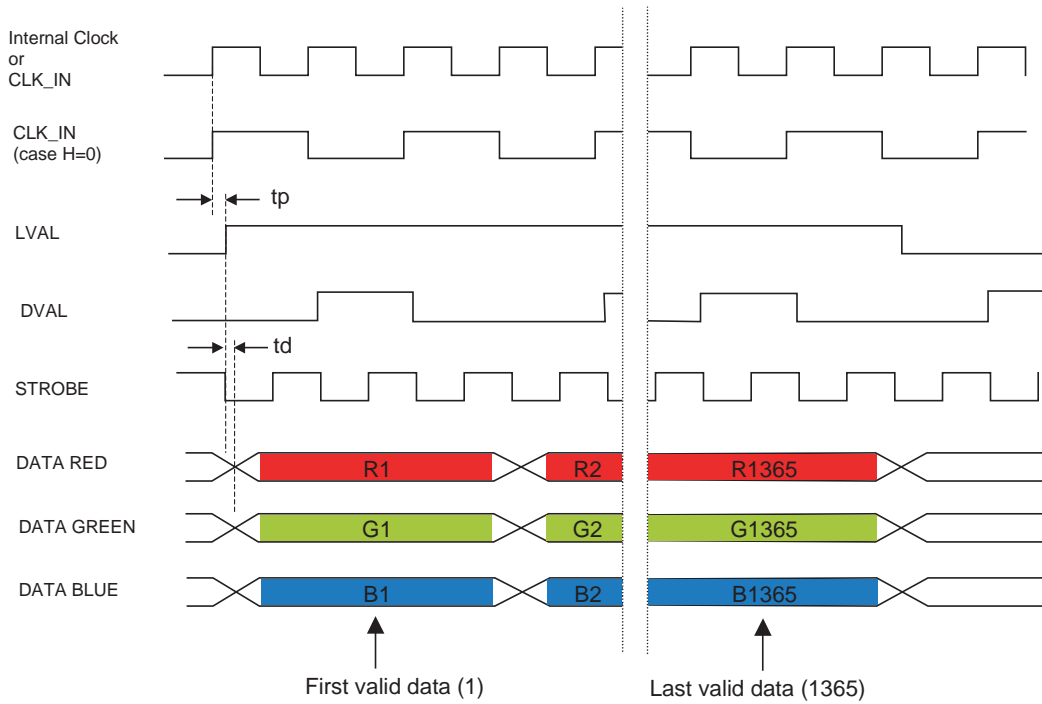 Internal Clock
or
CLK_IN
CLK_IN
(case H=0)
tp
LVAL
DVAL
td
STROBE
DATA RED
R1
R2
R1365
DATA GREEN
G1
G2
G1365
DATA BLUE
B1
B2
B1365
First valid data (1)
Last valid data (1365)